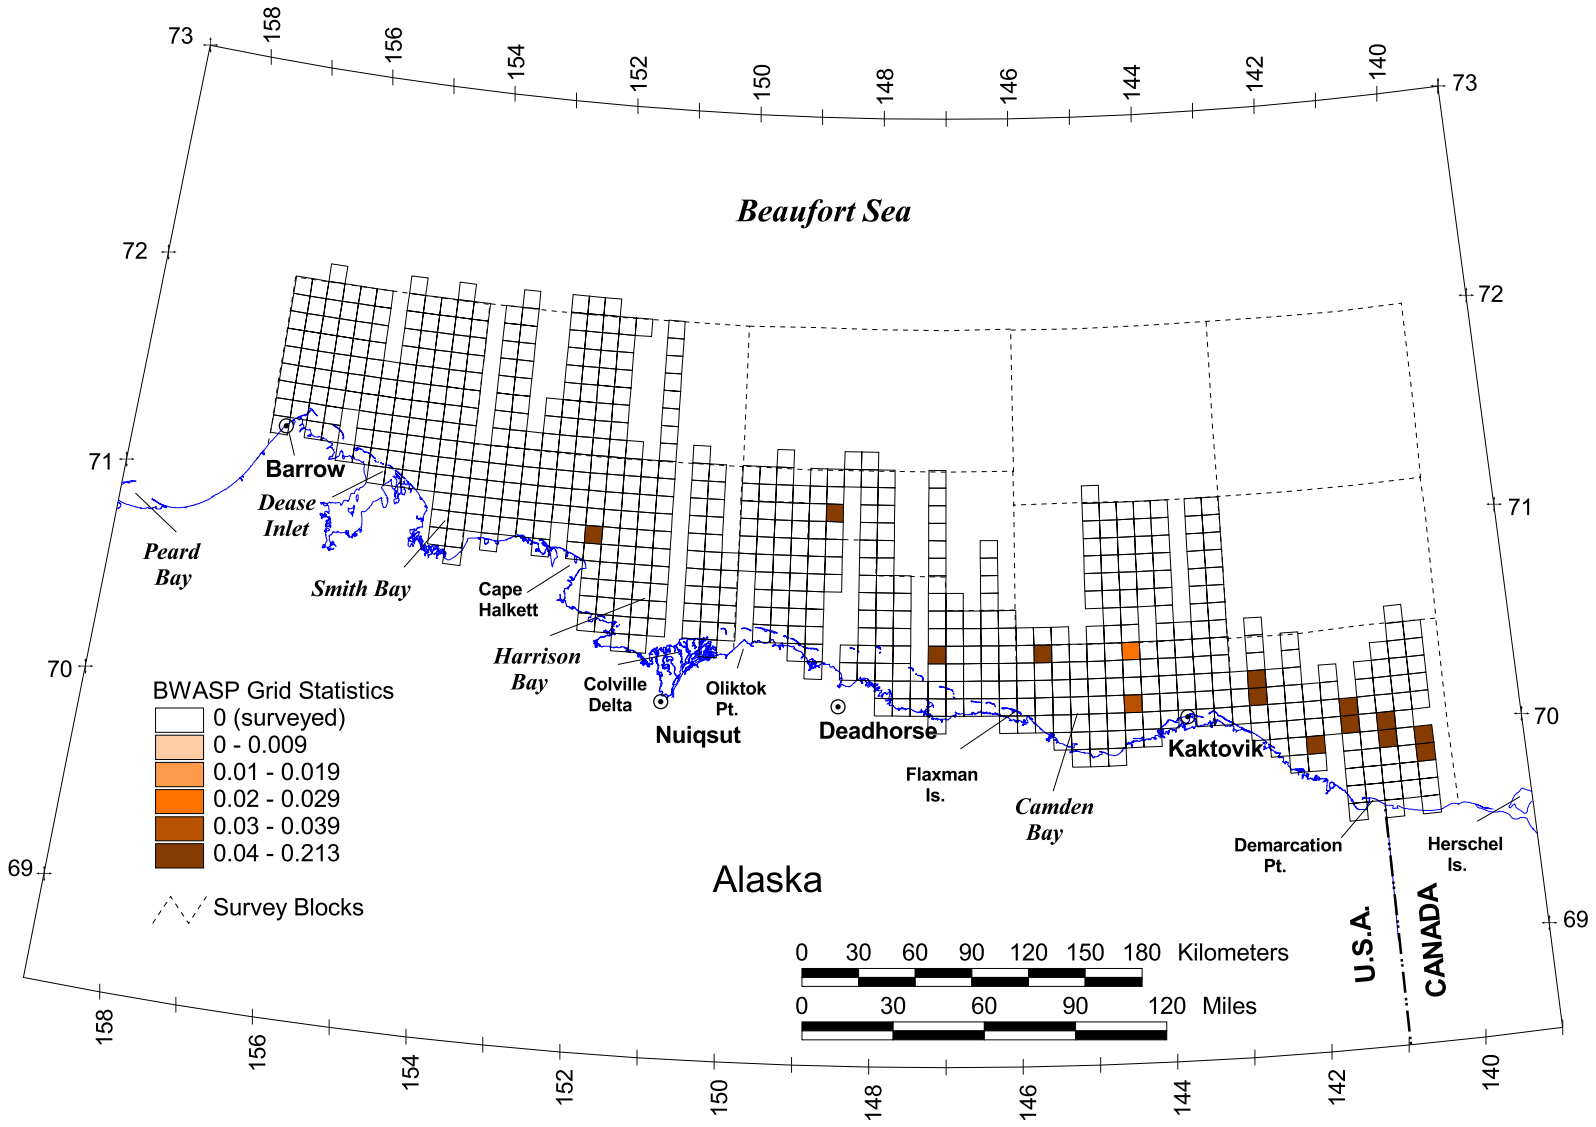 158
156
154
152
150
148
146
144
142
140
73
73
Beaufort Sea
72
72
71
71
Barrow
Dease
Inlet
Peard
Bay
Smith Bay
Cape
Halkett
Harrison
Bay
70
70
Colville
Delta
Oliktok
Pt.
Nuiqsut
Deadhorse
Kaktovik
Flaxman
Is.
Camden
Bay
Demarcation
Pt.
Herschel
Is.
BWASP Grid Statistics
0 (surveyed)
0 - 0.009
0.01 - 0.019
0.02 - 0.029
0.03 - 0.039
0.04 - 0.213
Survey Blocks
69
69
Alaska
U.S.A.
CANADA
0 30 60 90 120 150 180 Kilometers
0 30 60 90 120 Miles
158
156
154
152
150
148
146
144
142
140